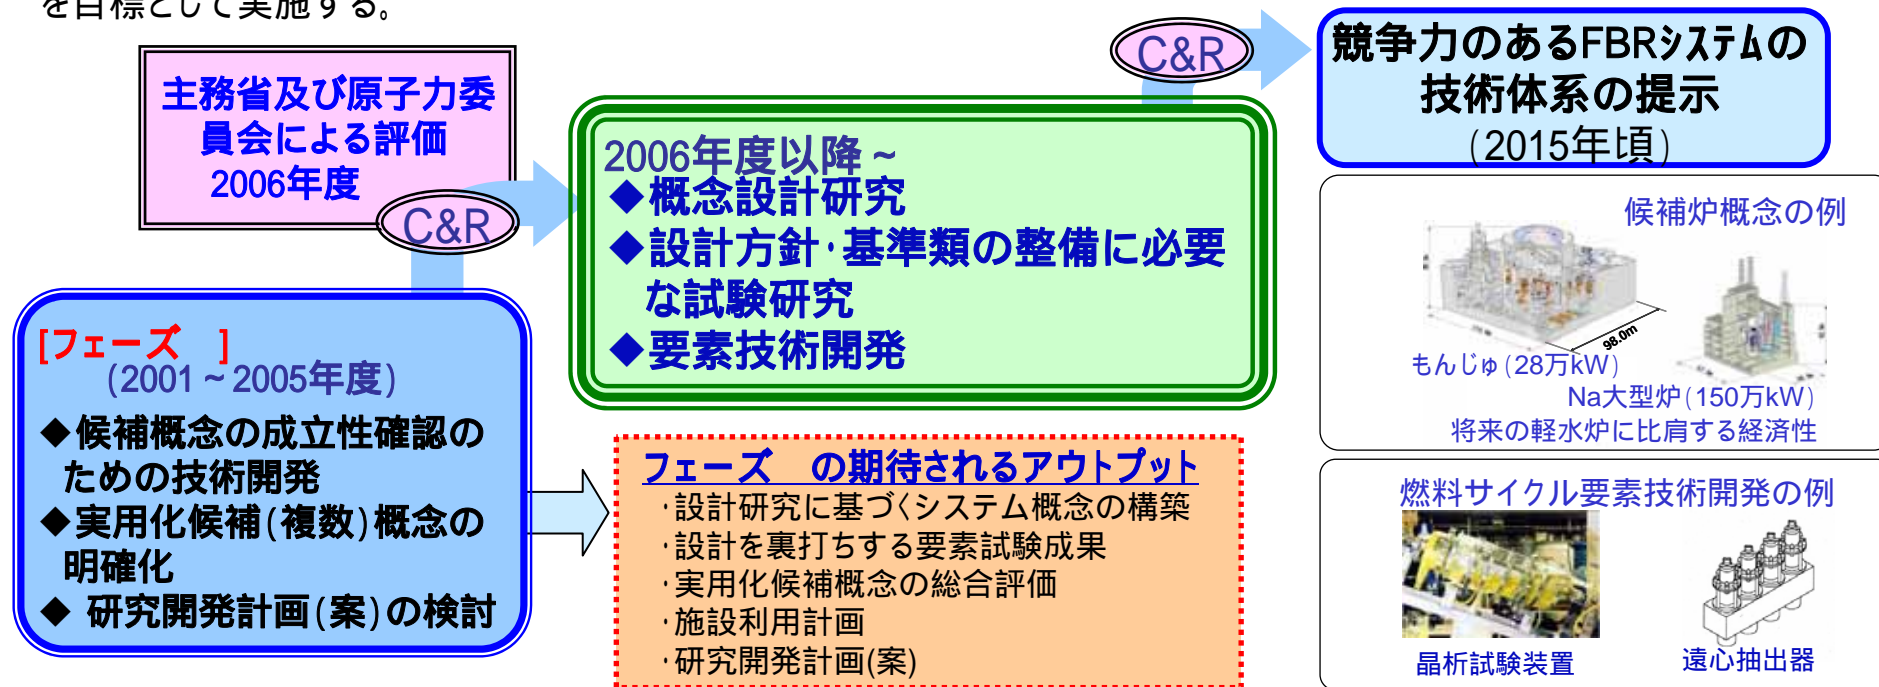 を目標として実施する。
主務省及び原子力委
員会による評価
2006年度
C&R
[フェーズ ]
(2001～2005年度)
◆候補概念の成立性確認の
ための技術開発
◆実用化候補(複数)概念の
明確化
◆ 研究開発計画(案)の検討
2006年度以降～
◆概念設計研究
◆設計方針・基準類の整備に必要
な試験研究
◆要素技術開発
フェーズ の期待されるアウトプット
・設計研究に基づくシステム概念の構築
・設計を裏打ちする要素試験成果
・実用化候補概念の総合評価
・施設利用計画
・研究開発計画(案)
C&R
競争力のあるFBRシステムの
技術体系の提示
(2015年頃)
候補炉概念の例
98.0m
もんじゅ(28万kW)
Na大型炉(150万kW)
将来の軽水炉に比肩する経済性
燃料サイクル要素技術開発の例
晶析試験装置
遠心抽出器